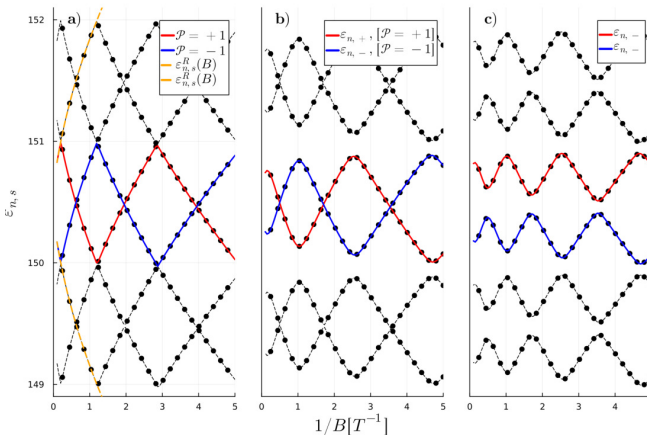 152
151
150
149
ε_{n,s}
a)
𝒫 = +1
𝒫 = −1
ε^R_{n,s}(B)
ε^R_{n,s}(B)
0 1 2 3 4 5
b)
ε_{n,+}, [𝒫 = +1]
ε_{n,−}, [𝒫 = −1]
0 1 2 3 4 5
c)
ε_{n,−}
ε_{n,−}
0 1 2 3 4
1/B[T^{−1}]